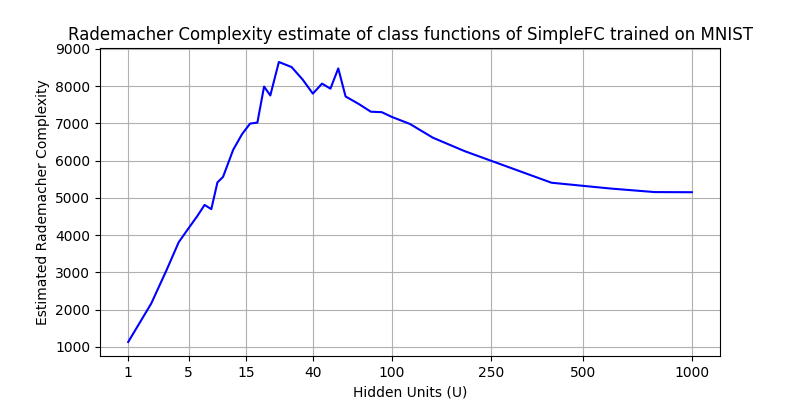 Rademacher Complexity estimate of class functions of SimpleFC trained on MNIST
Estimated Rademacher Complexity
9000
8000
7000
6000
5000
4000
3000
2000
1000
1 5 15 40 100 250 500 1000
Hidden Units (U)